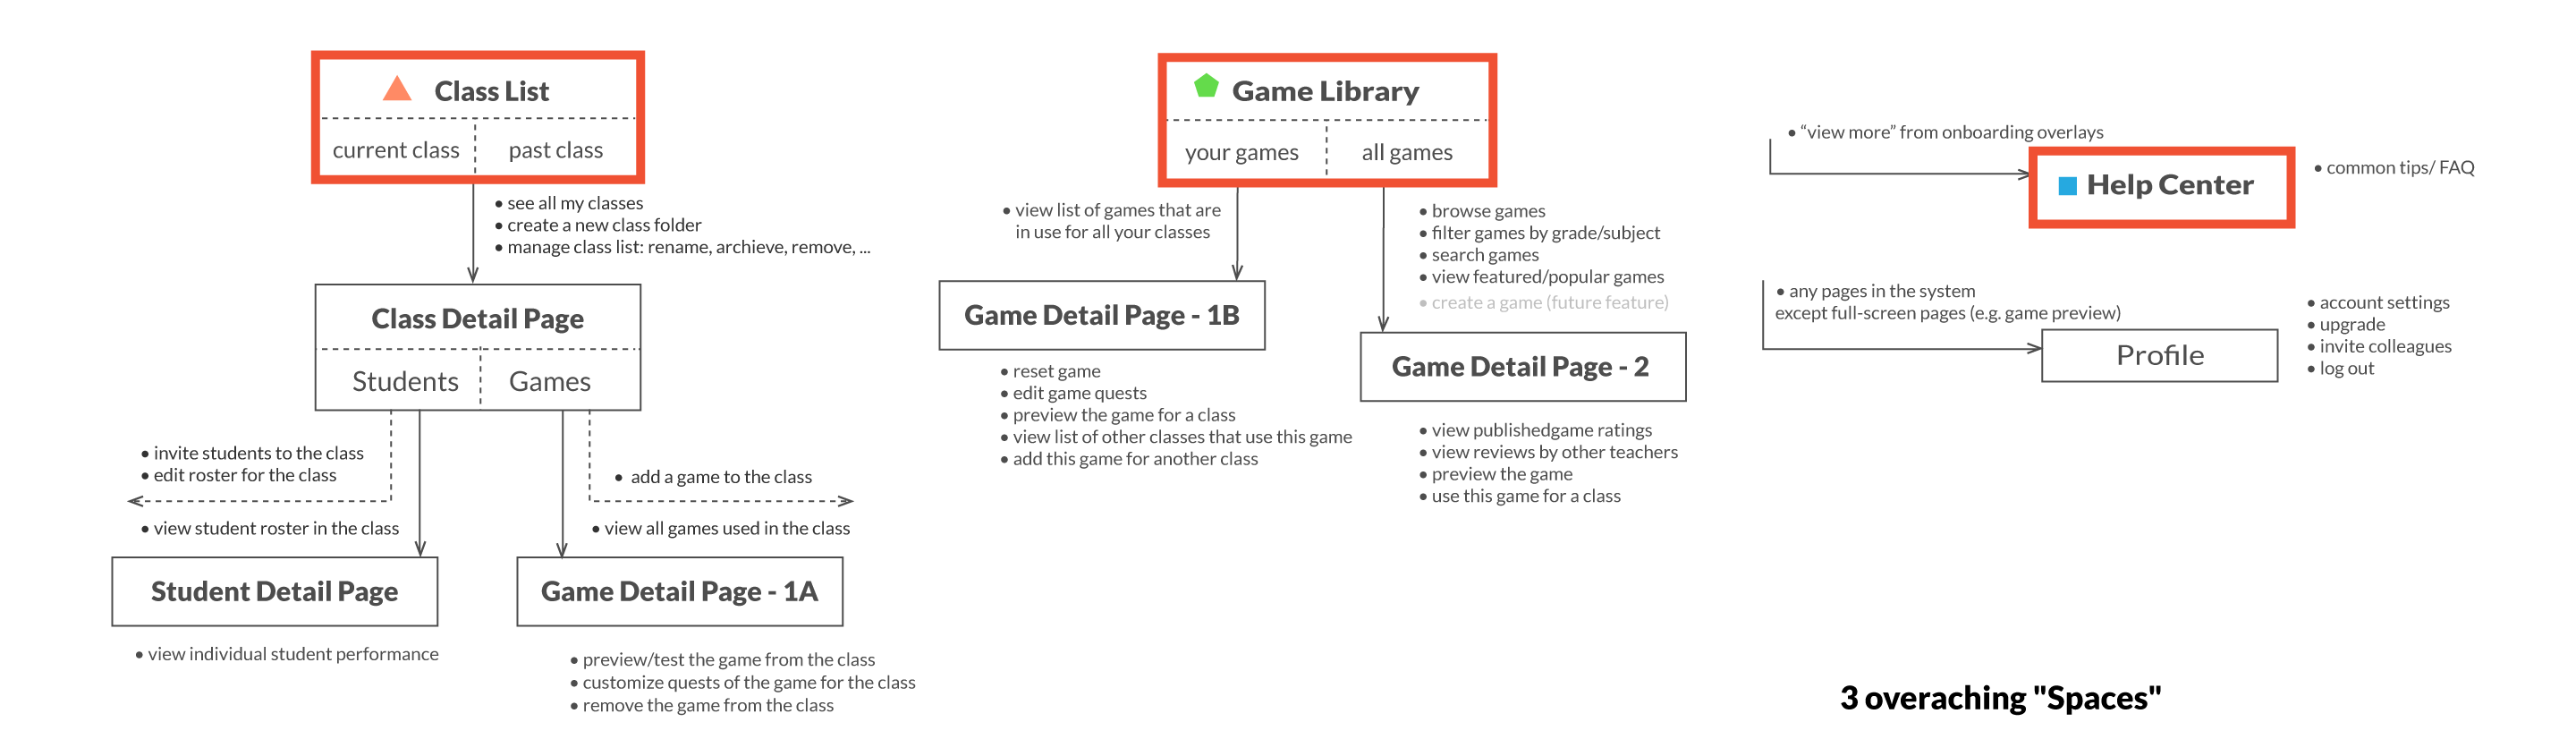 Class List
current class
past class
• see all my classes
• create a new class folder
• manage class list: rename, archieve, remove, ...
Class Detail Page
Students
Games
• invite students to the class
• edit roster for the class
• view student roster in the class
• add a game to the class
• view all games used in the class
Student Detail Page
• view individual student performance
Game Detail Page - 1A
• preview/test the game from the class
• customize quests of the game for the class
• remove the game from the class
Game Library
your games
all games
• view list of games that are
in use for all your classes
Game Detail Page - 1B
• reset game
• edit game quests
• preview the game for a class
• view list of other classes that use this game
• add this game for another class
• browse games
• filter games by grade/subject
• search games
• view featured/popular games
• create a game (future feature)
Game Detail Page - 2
• view publishedgame ratings
• view reviews by other teachers
• preview the game
• use this game for a class
• “view more” from onboarding overlays
Help Center
• common tips/ FAQ
• any pages in the system
except full-screen pages (e.g. game preview)
Profile
• account settings
• upgrade
• invite colleagues
• log out
3 overaching "Spaces"